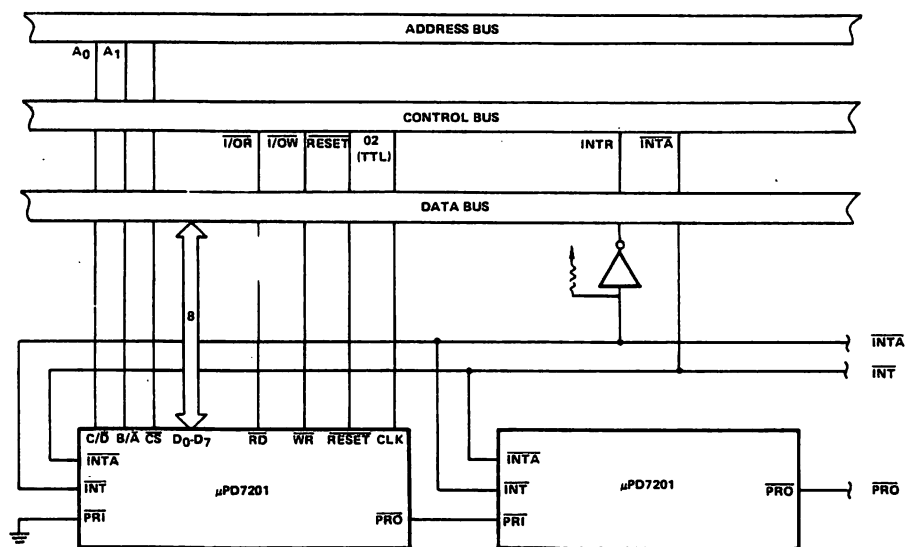 ADDRESS BUS
A0 A1
CONTROL BUS
I/OR I/OW RESET 02 (TTL) INTR INTA
DATA BUS
8
INTA
INT
C/D B/A CS D0-D7 RD WR RESET CLK
INTA
INT
PRI
μPD7201
PRO
INTA
INT
PRI
μPD7201
PRO
PRO